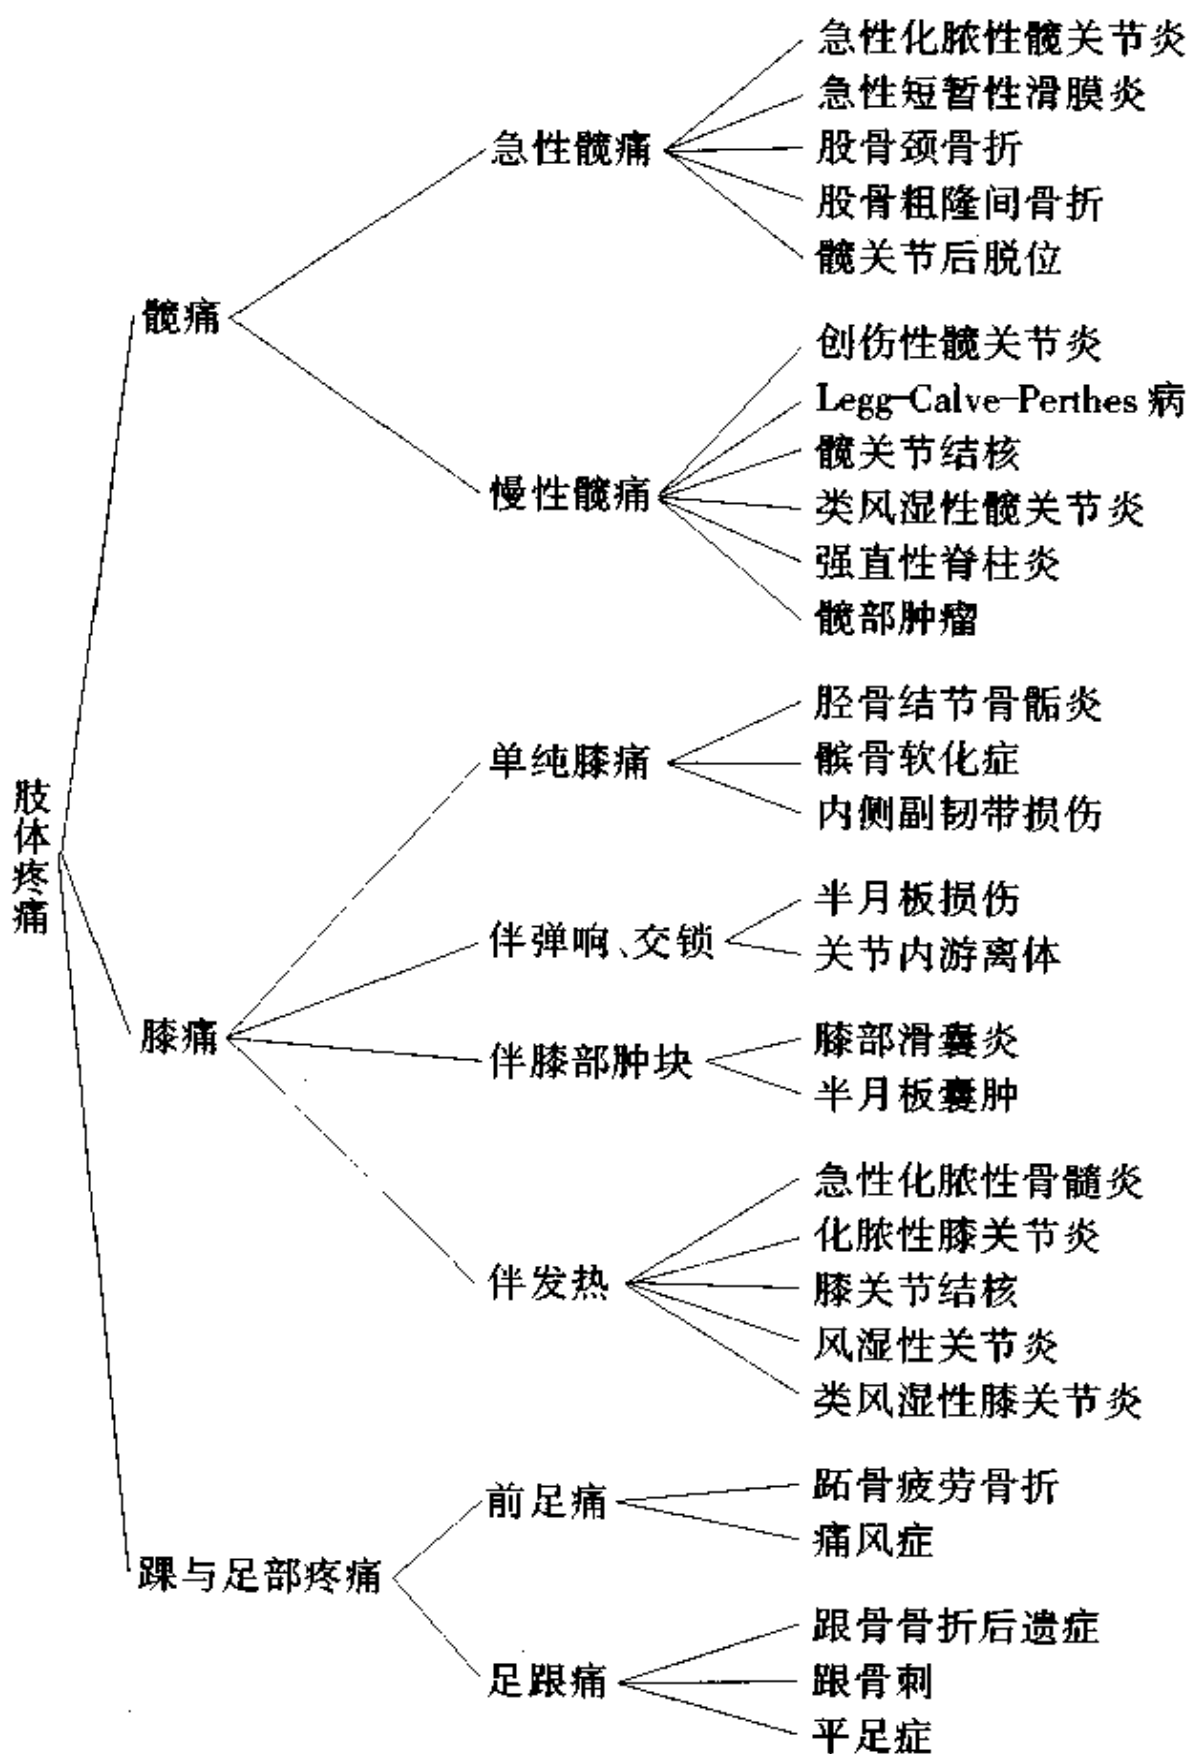 肢体疼痛
髋痛
急性髋痛
急性化脓性髋关节炎
急性短暂性滑膜炎
股骨颈骨折
股骨粗隆间骨折
髋关节后脱位
慢性髋痛
创伤性髋关节炎
Legg-Calve-Perthes 病
髋关节结核
类风湿性髋关节炎
强直性脊柱炎
髋部肿瘤
膝痛
单纯膝痛
胫骨结节骨骺炎
髌骨软化症
内侧副韧带损伤
伴弹响、交锁
半月板损伤
关节内游离体
伴膝部肿块
膝部滑囊炎
半月板囊肿
伴发热
急性化脓性骨髓炎
化脓性膝关节炎
膝关节结核
风湿性关节炎
类风湿性膝关节炎
踝与足部疼痛
前足痛
跖骨疲劳骨折
痛风症
足跟痛
跟骨骨折后遗症
跟骨刺
平足症